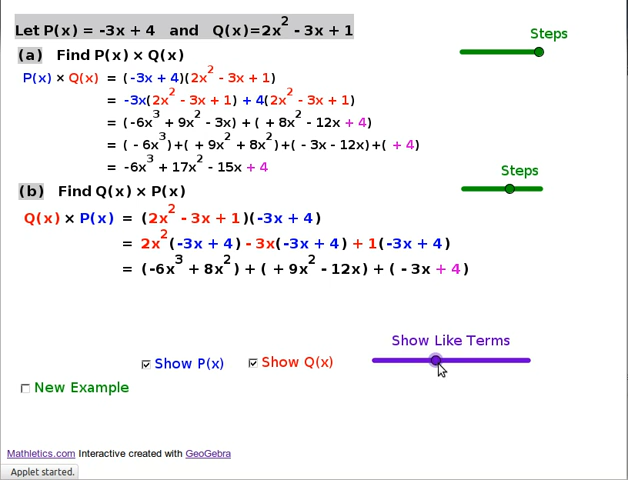 Let P(x) = -3x + 4 and Q(x)=2x² - 3x + 1
Steps
(a) Find P(x) × Q(x)
P(x) × Q(x) = (-3x + 4)(2x² - 3x + 1)
= -3x(2x² - 3x + 1) + 4(2x² - 3x + 1)
= (-6x³ + 9x² - 3x) + ( + 8x² - 12x + 4)
= ( - 6x³)+( + 9x² + 8x²)+( - 3x - 12x)+( + 4)
= -6x³ + 17x² - 15x + 4
Steps
(b) Find Q(x) × P(x)
Q(x) × P(x) = (2x² - 3x + 1)(-3x + 4)
= 2x²(-3x + 4) - 3x(-3x + 4) + 1(-3x + 4)
= (-6x³ + 8x²) + ( + 9x² - 12x) + ( - 3x + 4)
Show Like Terms
Show P(x) Show Q(x)
New Example
Mathletics.com Interactive created with GeoGebra
Applet started.